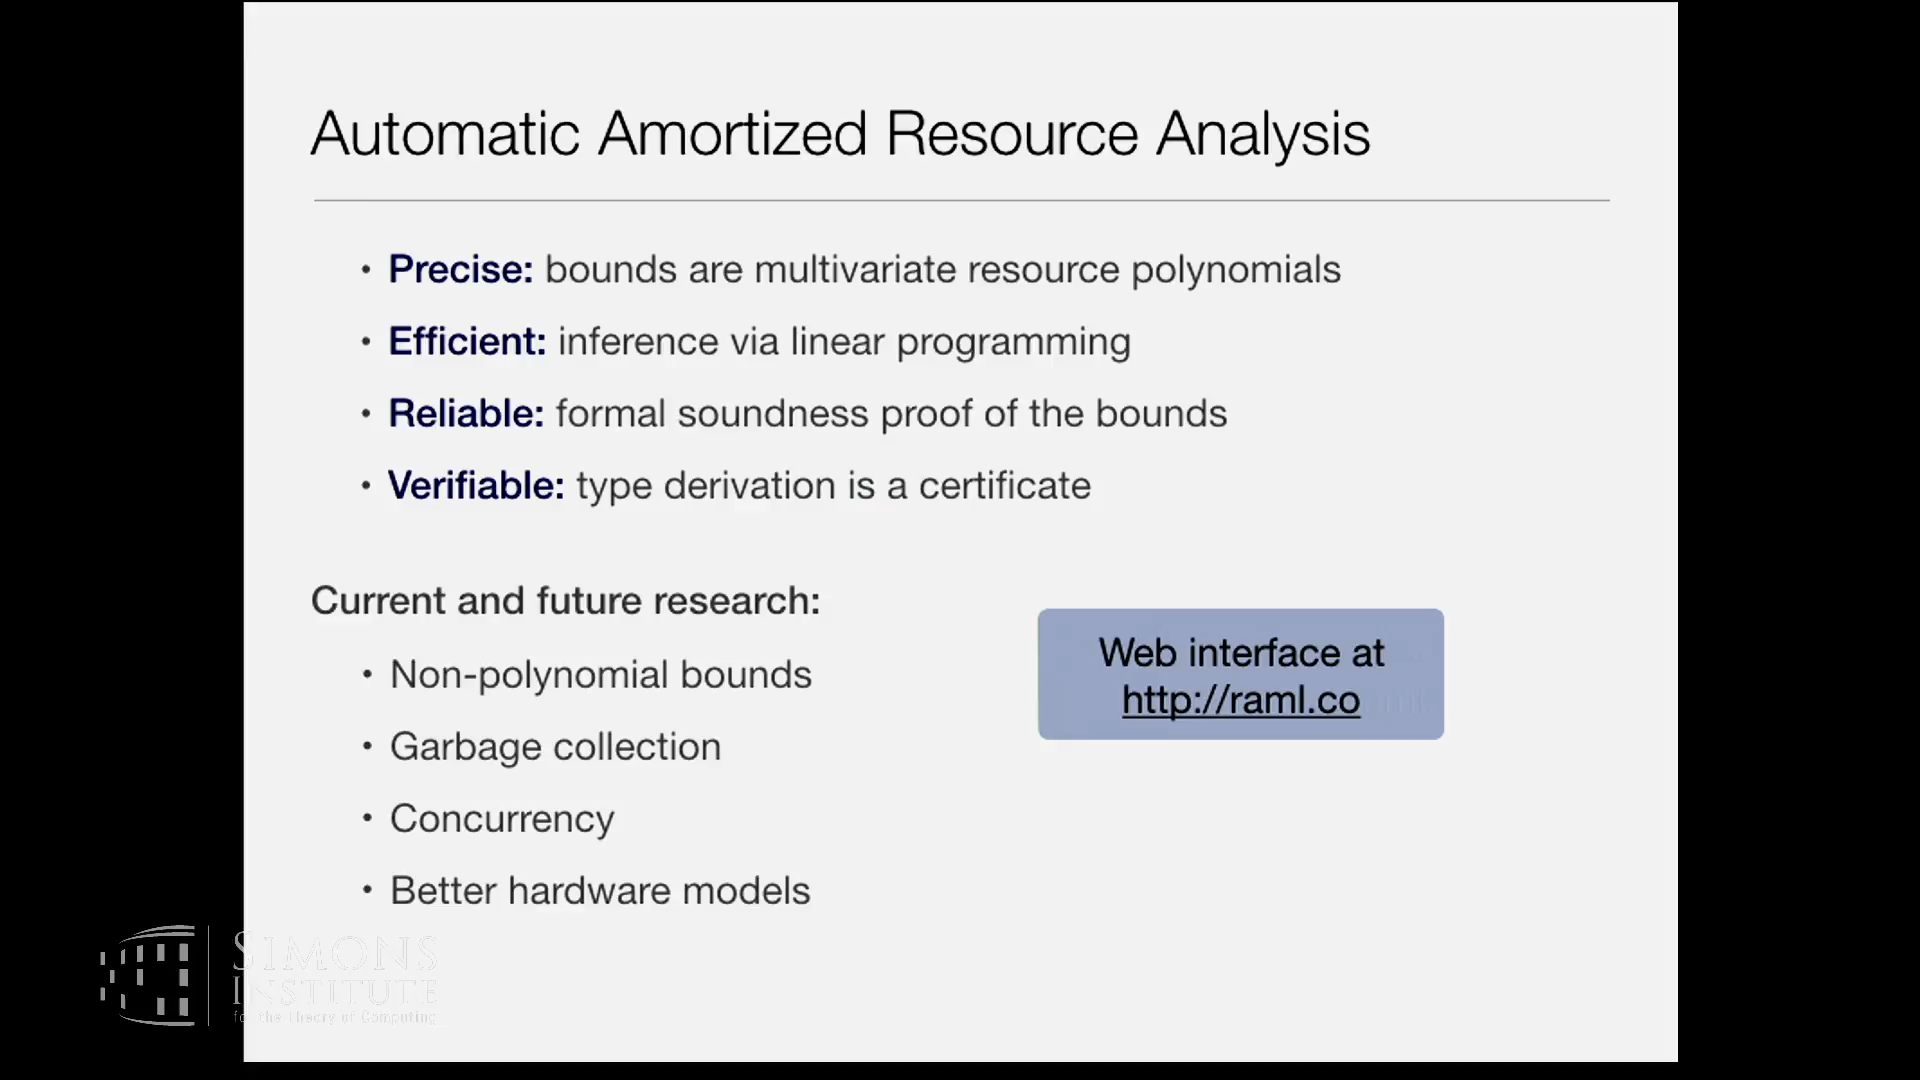 Automatic Amortized Resource Analysis
• Precise: bounds are multivariate resource polynomials
• Efficient: inference via linear programming
• Reliable: formal soundness proof of the bounds
• Verifiable: type derivation is a certificate
Current and future research:
• Non-polynomial bounds
• Garbage collection
• Concurrency
• Better hardware models
Web interface at
http://raml.co
SIMONS
INSTITUTE
for the Theory of Computing